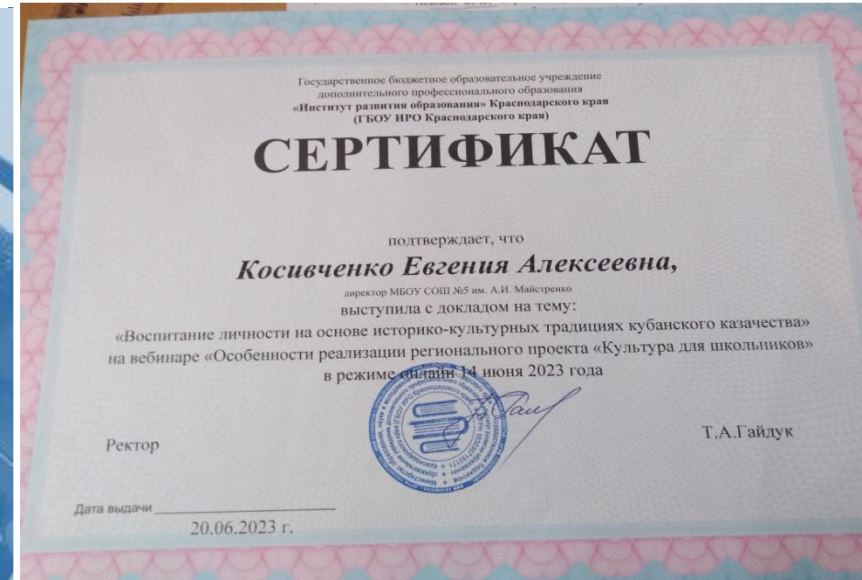 Государственное бюджетное образовательное учреждение
дополнительного профессионального образования
«Институт развития образования» Краснодарского края
(ГБОУ ИРО Краснодарского края)
СЕРТИФИКАТ
подтверждает, что
Косивченко Евгения Алексеевна,
директор МБОУ СОШ №5 им. А.И. Майстренко
выступила с докладом на тему:
«Воспитание личности на основе историко-культурных традициях кубанского казачества»
на вебинаре «Особенности реализации регионального проекта «Культура для школьников»
в режиме онлайн 14 июня 2023 года
Ректор
Т.А.Гайдук
Дата выдачи
20.06.2023 г.